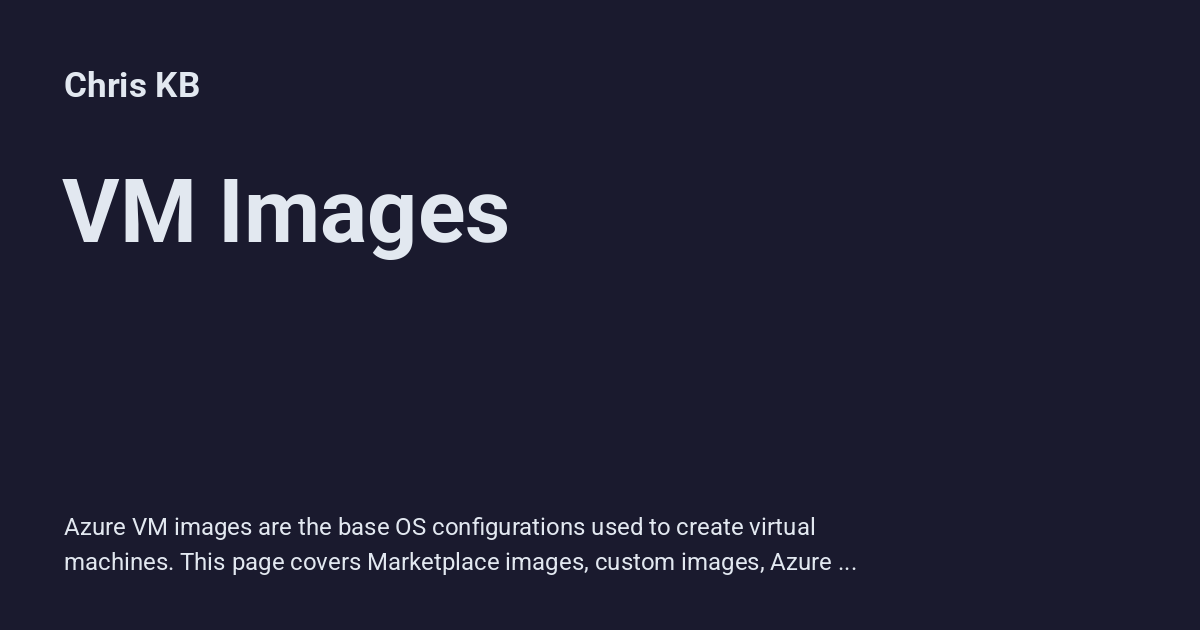 Chris KB
VM Images
Azure VM images are the base OS configurations used to create virtual
machines. This page covers Marketplace images, custom images, Azure ...